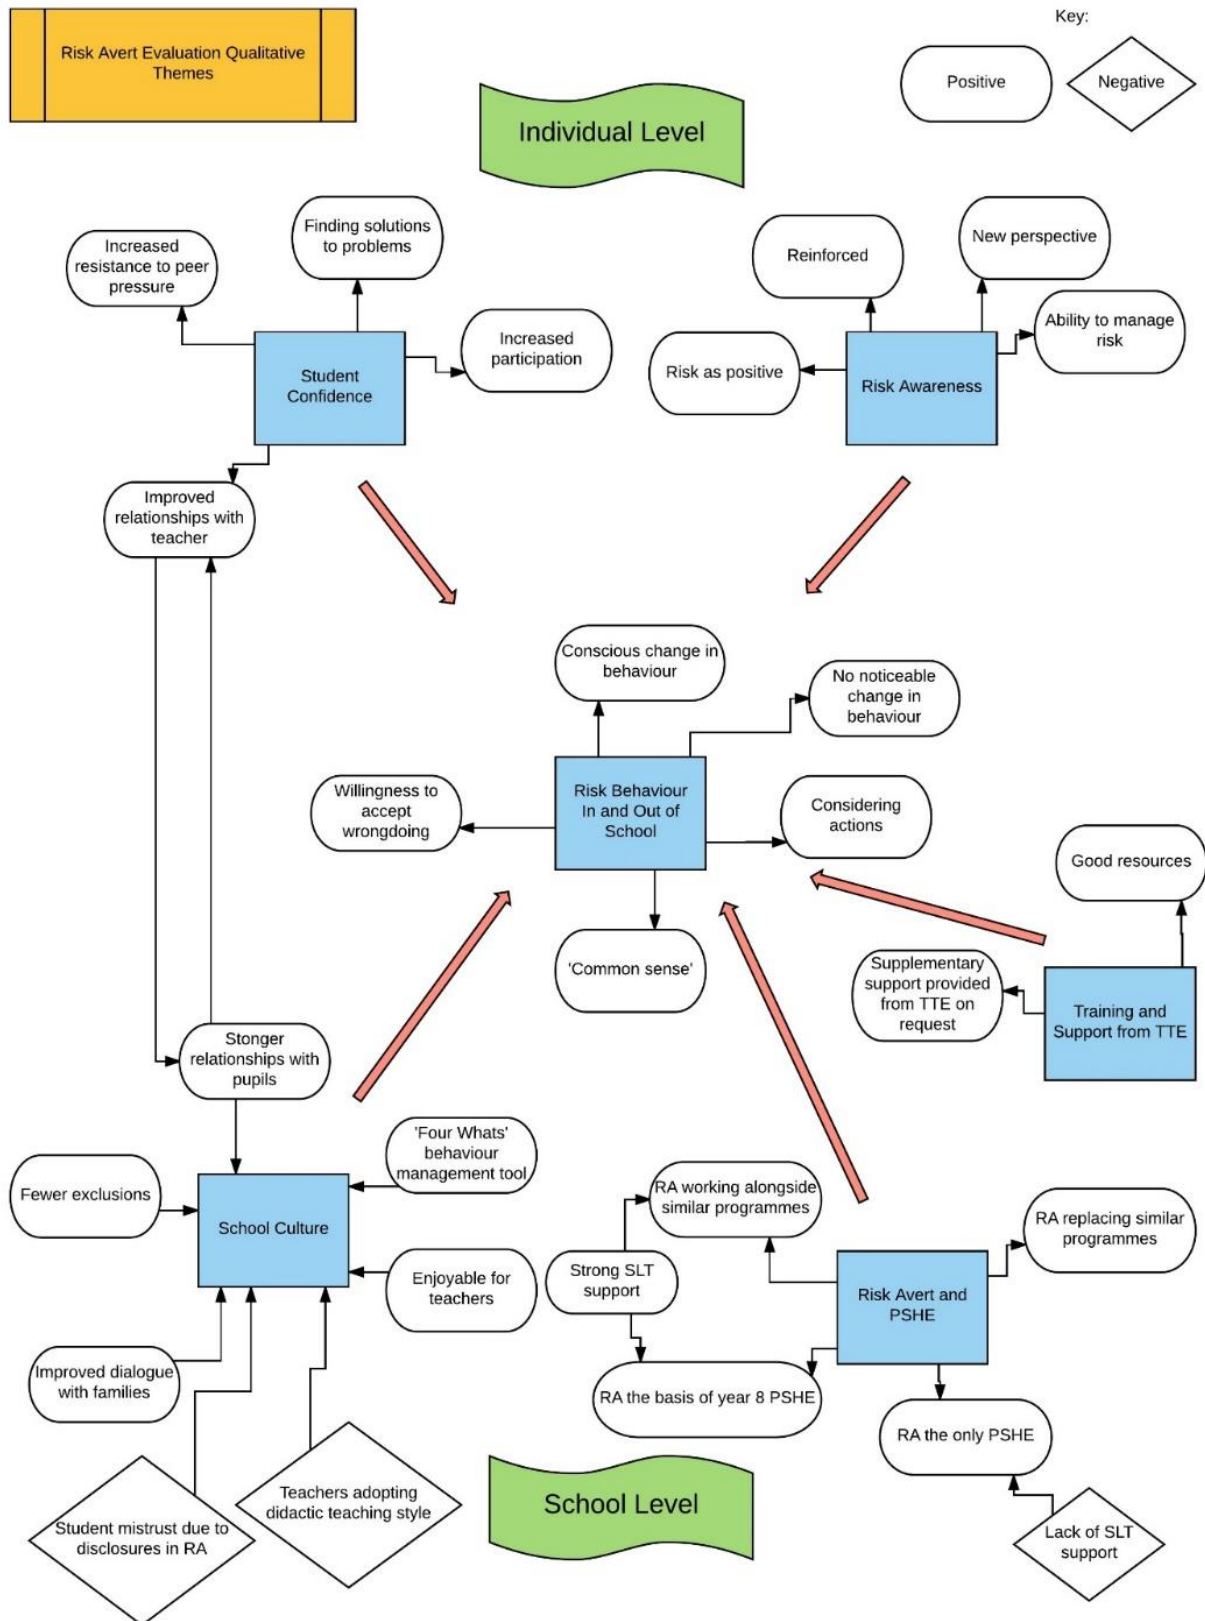 Risk Avert Evaluation Qualitative
Themes
Key:
Positive
Negative
Individual Level
Increased
resistance to peer
pressure
Finding solutions
to problems
Increased
participation
Student
Confidence
Reinforced
New perspective
Risk as positive
Ability to manage
risk
Risk Awareness
Improved
relationships with
teacher
Conscious change in
behaviour
No noticeable
change in
behaviour
Willingness to
accept
wrongdoing
Risk Behaviour
In and Out of
School
Considering
actions
'Common sense'
Good resources
Supplementary
support provided
from TTE on
request
Training and
Support from TTE
Stonger
relationships with
pupils
Fewer exclusions
School Culture
'Four Whats'
behaviour
management tool
Enjoyable for
teachers
Improved dialogue
with families
Student mistrust due to
disclosures in RA
Teachers adopting
didactic teaching style
RA working alongside
similar programmes
Strong SLT
support
RA the basis of year 8 PSHE
Risk Avert and
PSHE
RA replacing similar
programmes
RA the only PSHE
Lack of SLT
support
School Level